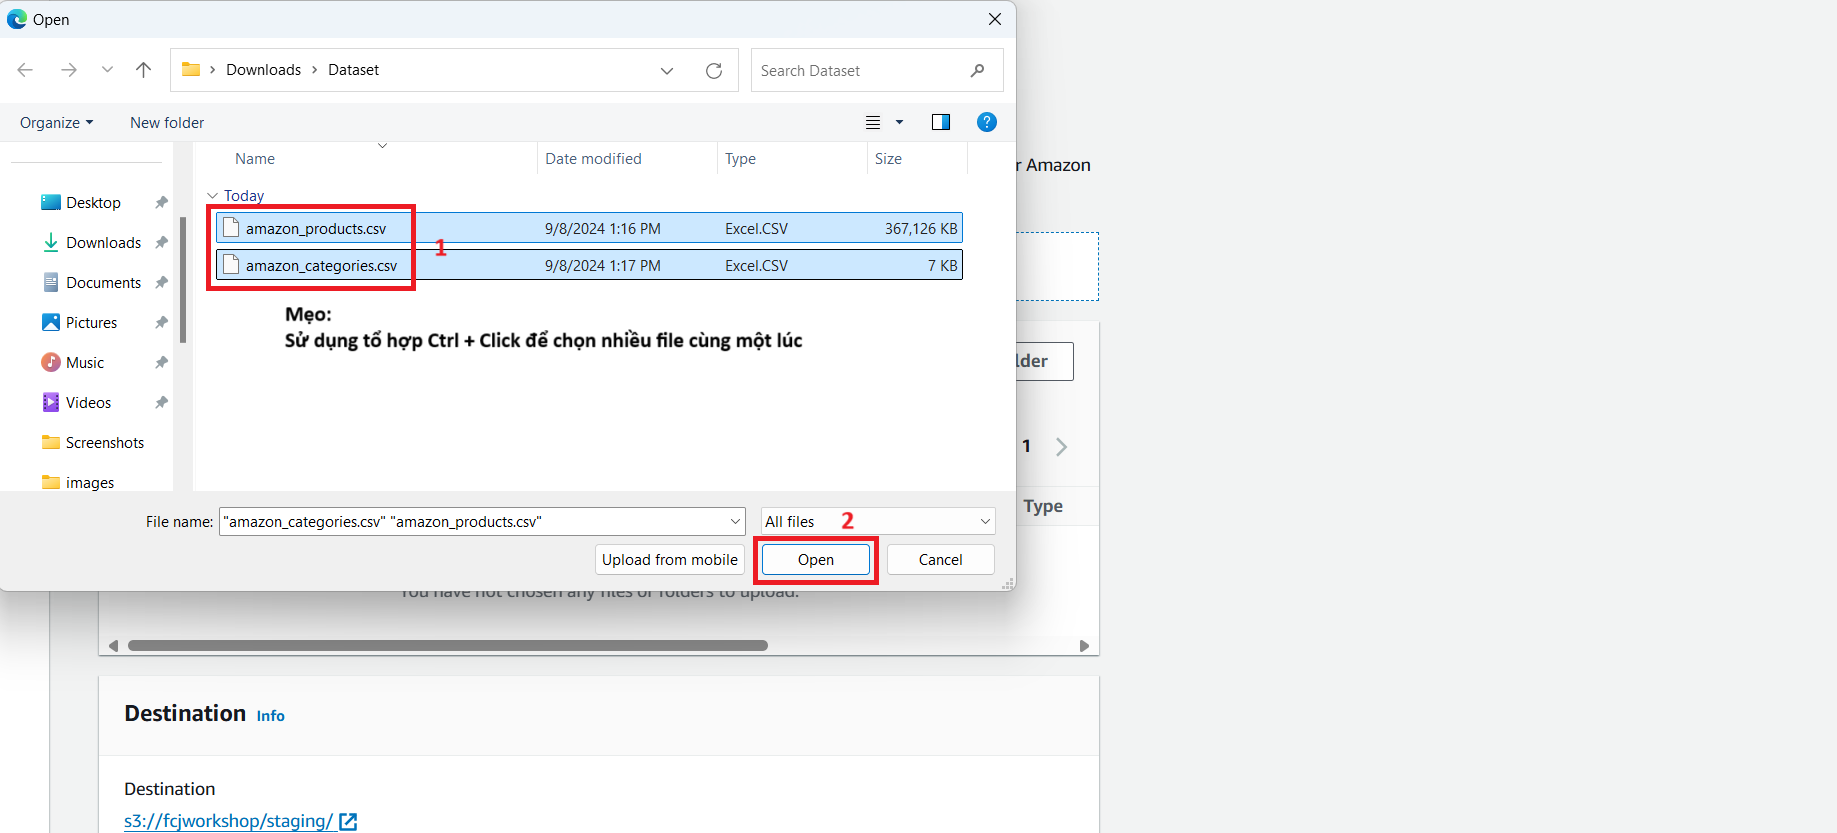 Open
Downloads > Dataset
Search Dataset
Organize
New folder
Name
Date modified
Type
Size
Today
Desktop
Downloads
Documents
Pictures
Music
Videos
Screenshots
images
amazon_products.csv 9/8/2024 1:16 PM Excel.CSV 367,126 KB
amazon_categories.csv 9/8/2024 1:17 PM Excel.CSV 7 KB
1
Mẹo:
Sử dụng tổ hợp Ctrl + Click để chọn nhiều file cùng một lúc
File name: "amazon_categories.csv" "amazon_products.csv"
All files
2
Upload from mobile
Open
Cancel
r Amazon
lder
1
Type
You have not chosen any files or folders to upload.
Destination Info
Destination
s3://fcjworkshop/staging/